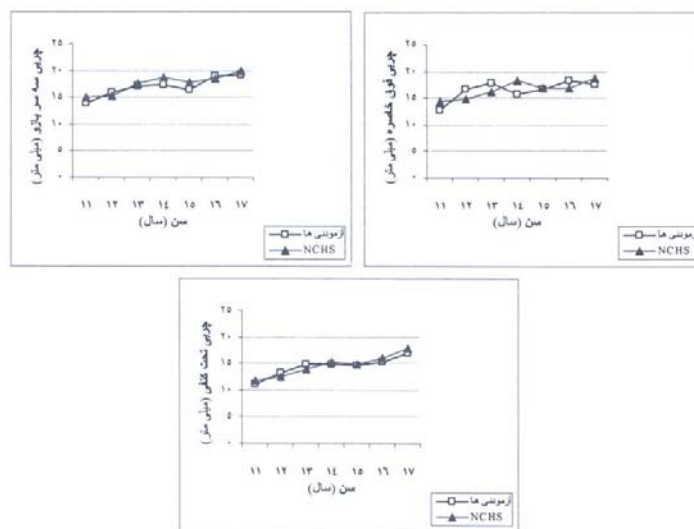 چربی سه سر بازو (میلی متر)
۲۵
۲۰
۱۵
۱۰
۵
۰
۱۱ ۱۲ ۱۳ ۱۴ ۱۵ ۱۶ ۱۷
سن (سال)
آزمودنی ها
NCHS
چربی فوق خاصره (میلی متر)
۲۵
۲۰
۱۵
۱۰
۵
۰
۱۱ ۱۲ ۱۳ ۱۴ ۱۵ ۱۶ ۱۷
سن (سال)
آزمودنی ها
NCHS
چربی تحت کتفی (میلی متر)
۲۵
۲۰
۱۵
۱۰
۵
۰
۱۱ ۱۲ ۱۳ ۱۴ ۱۵ ۱۶ ۱۷
سن (سال)
آزمودنی ها
NCHS